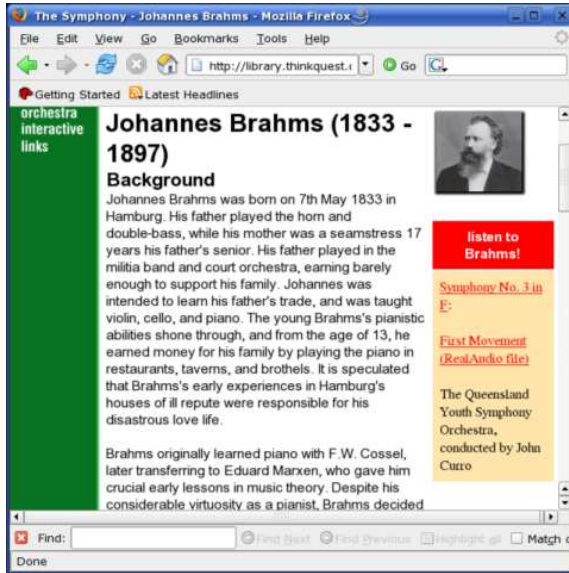 The Symphony - Johannes Brahms - Mozilla Firefox
File Edit View Go Bookmarks Tools Help
http://library.thinkquest. Go
Getting Started Latest Headlines
orchestra
interactive
links
Johannes Brahms (1833 -
1897)
Background
Johannes Brahms was born on 7th May 1833 in
Hamburg. His father played the horn and
double-bass, while his mother was a seamstress 17
years his father's senior. His father played in the
militia band and court orchestra, earning barely
enough to support his family. Johannes was
intended to learn his father's trade, and was taught
violin, cello, and piano. The young Brahms's pianistic
abilities shone through, and from the age of 13, he
earned money for his family by playing the piano in
restaurants, taverns, and brothels. It is speculated
that Brahms's early experiences in Hamburg's
houses of ill repute were responsible for his
disastrous love life.
Brahms originally learned piano with F.W. Cossel,
later transferring to Eduard Marxen, who gave him
crucial early lessons in music theory. Despite his
considerable virtuosity as a pianist, Brahms decided
listen to
Brahms!
Symphony No. 3 in
F:
First Movement
(RealAudio file)
The Queensland
Youth Symphony
Orchestra,
conducted by John
Curro
Find: Find Next Find Previous Highlight all Match
Done